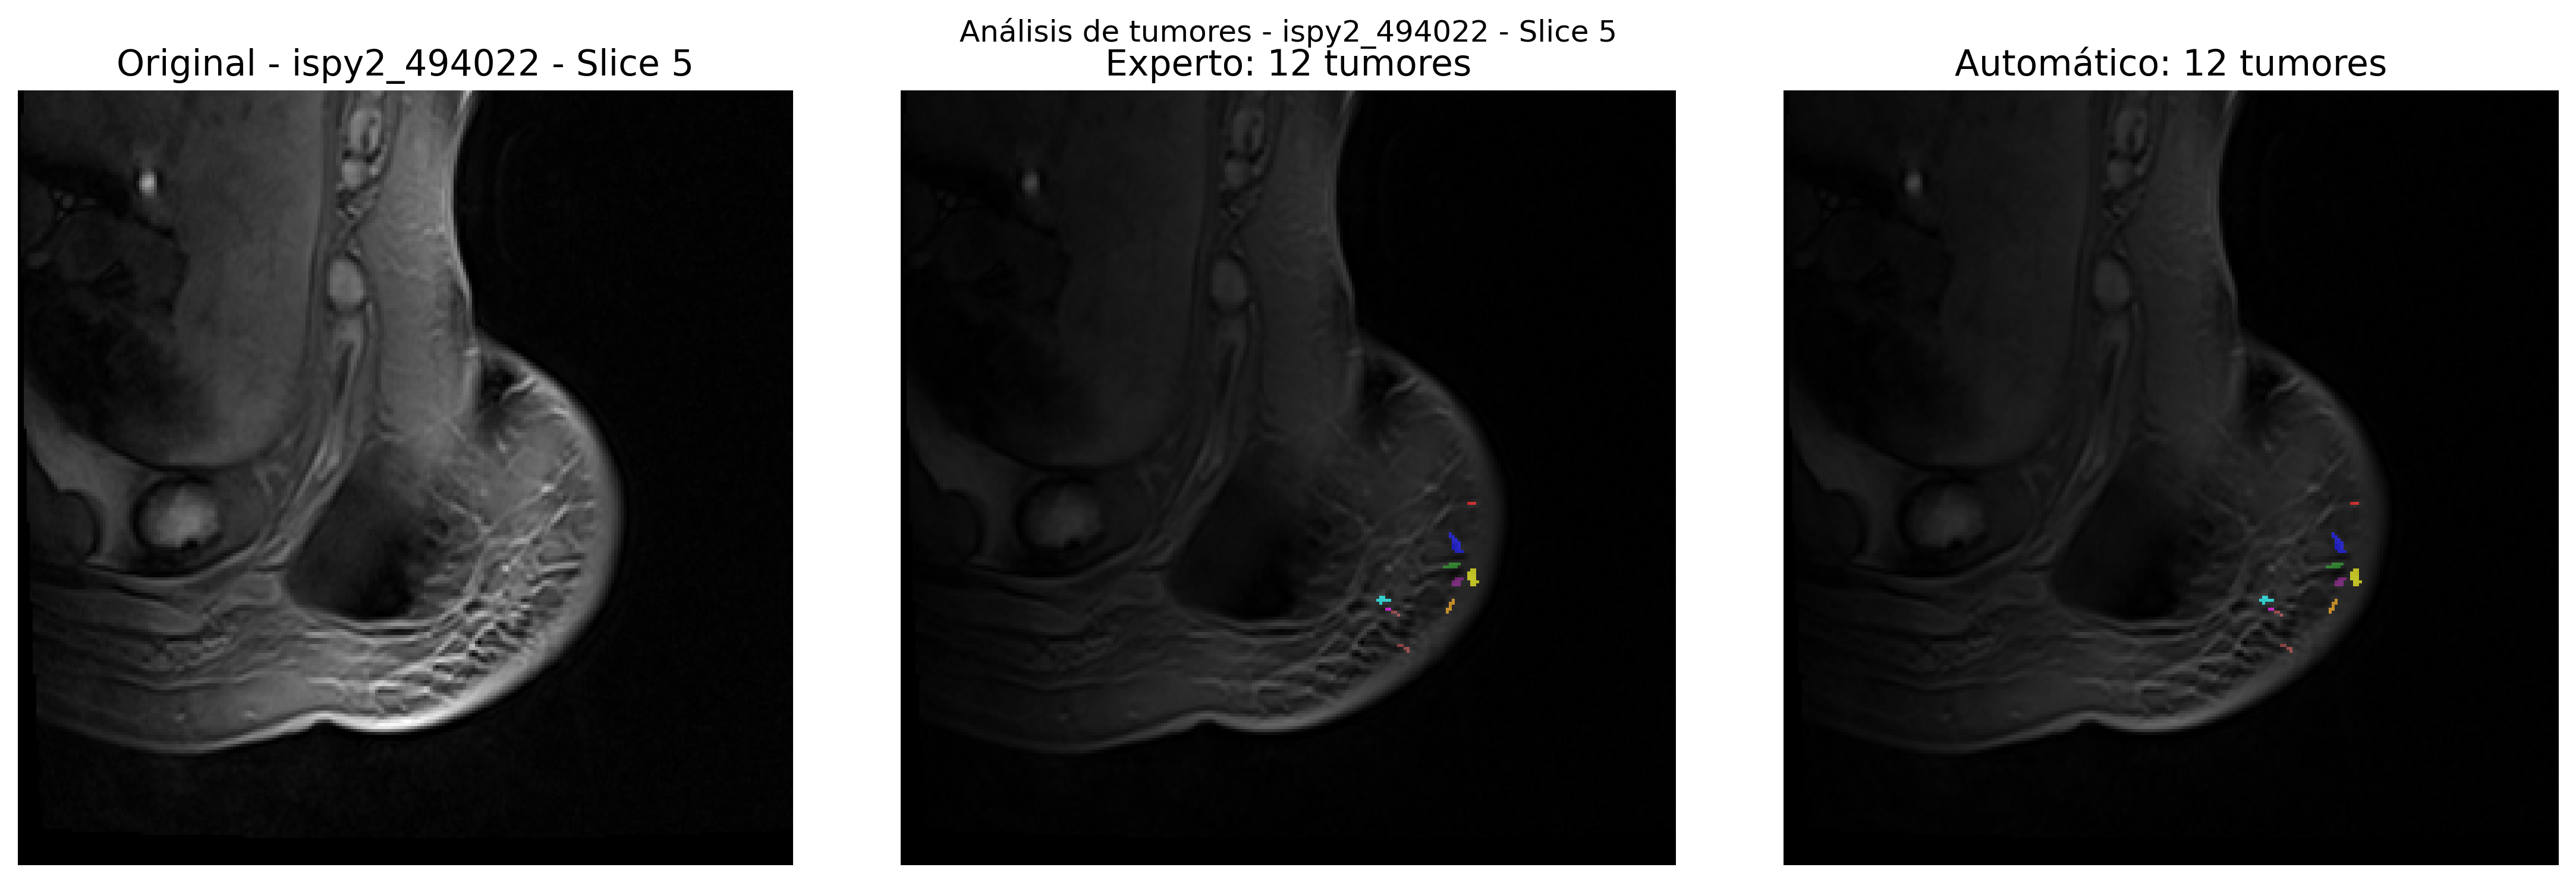 Análisis de tumores - ispy2_494022 - Slice 5
Original - ispy2_494022 - Slice 5
Experto: 12 tumores
Automático: 12 tumores